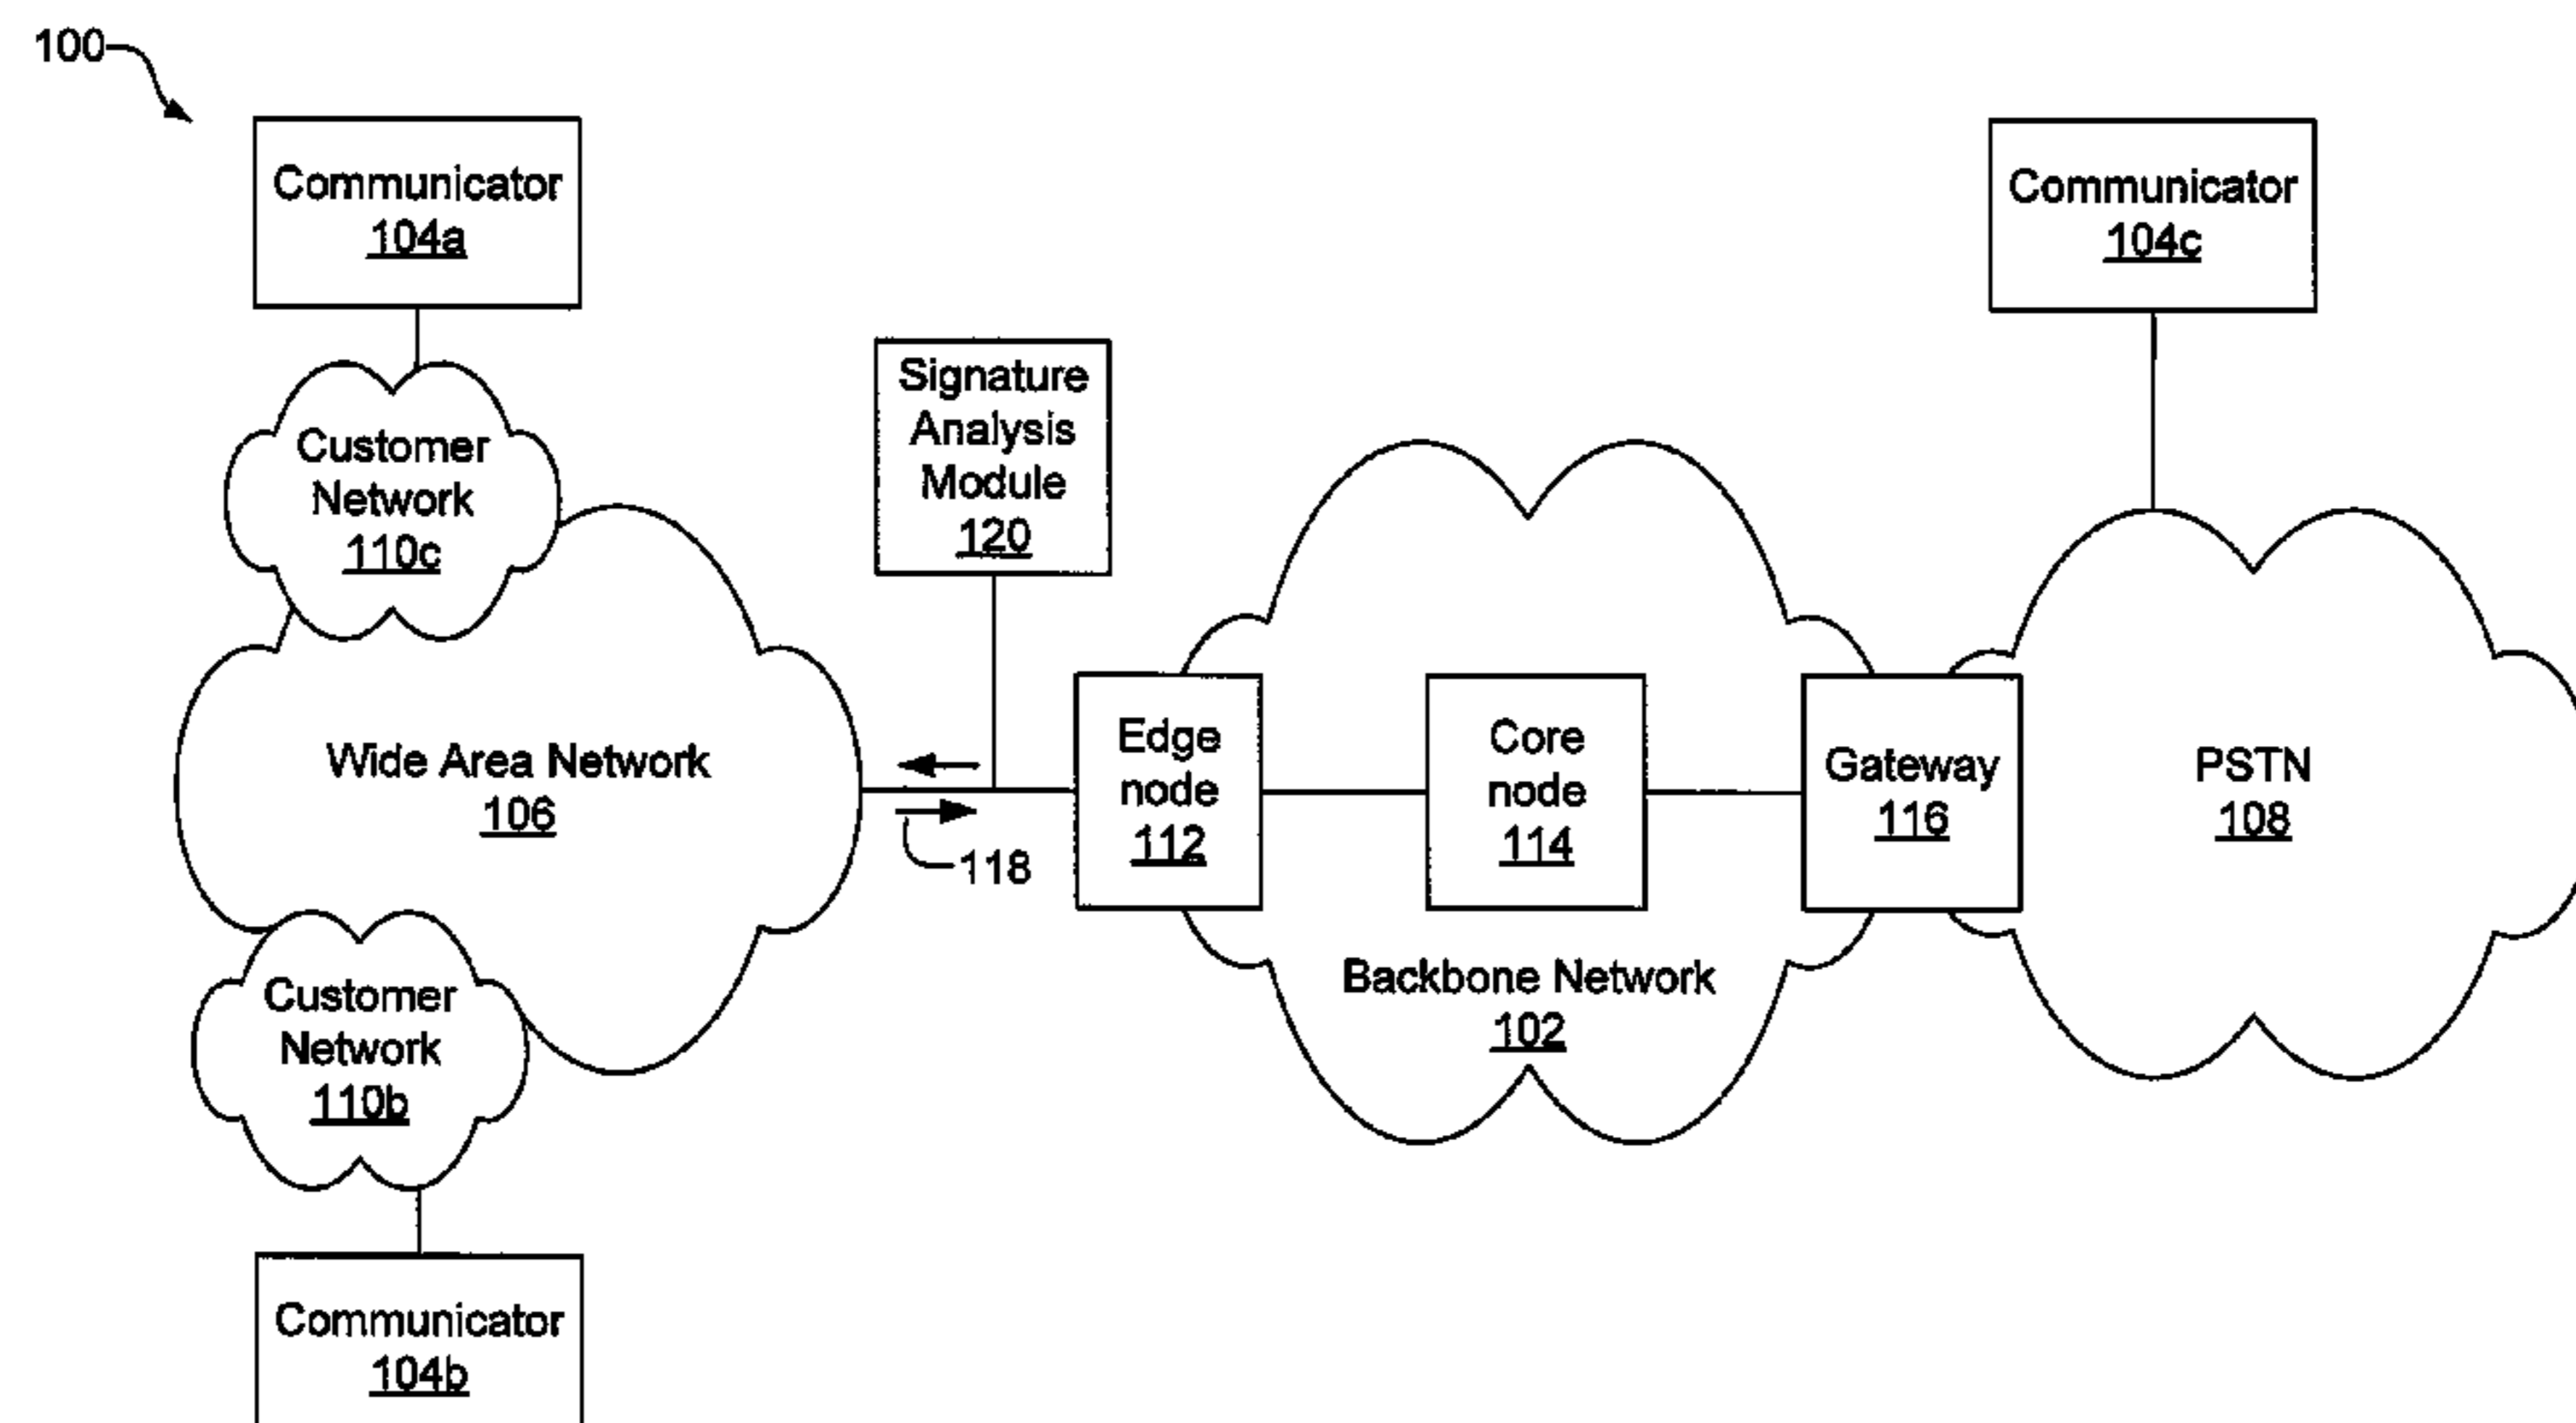 100
Communicator
104a
Communicator
104c
Signature
Analysis
Module
120
Customer
Network
110c
Wide Area Network
106
118
Edge
node
112
Core
node
114
Gateway
116
PSTN
108
Backbone Network
102
Customer
Network
110b
Communicator
104b